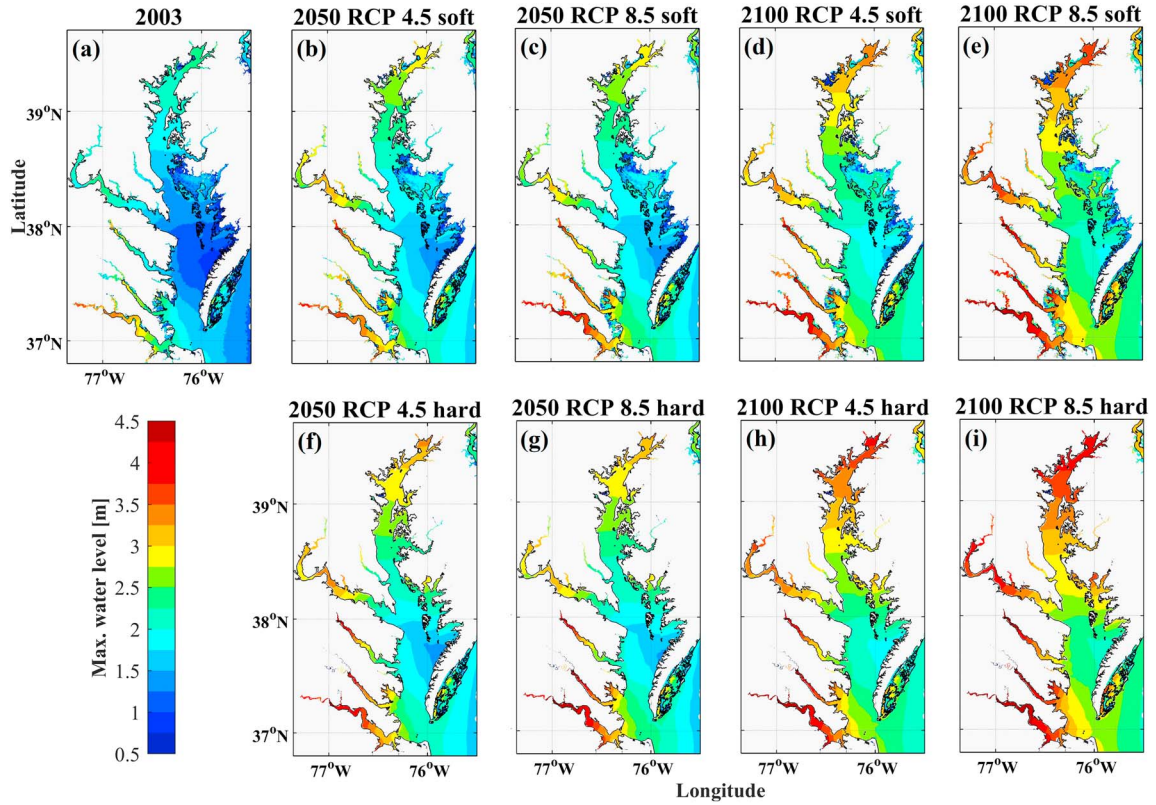 2003
2050 RCP 4.5 soft
2050 RCP 8.5 soft
2100 RCP 4.5 soft
2100 RCP 8.5 soft
(a)
(b)
(c)
(d)
(e)
39°N
38°N
37°N
Latitude
77°W
76°W
77°W
76°W
77°W
76°W
77°W
76°W
77°W
76°W
2050 RCP 4.5 hard
2050 RCP 8.5 hard
2100 RCP 4.5 hard
2100 RCP 8.5 hard
(f)
(g)
(h)
(i)
Max. water level [m]
4.5
4
3.5
3
2.5
2
1.5
1
0.5
39°N
38°N
37°N
77°W
76°W
77°W
76°W
77°W
76°W
77°W
76°W
Longitude